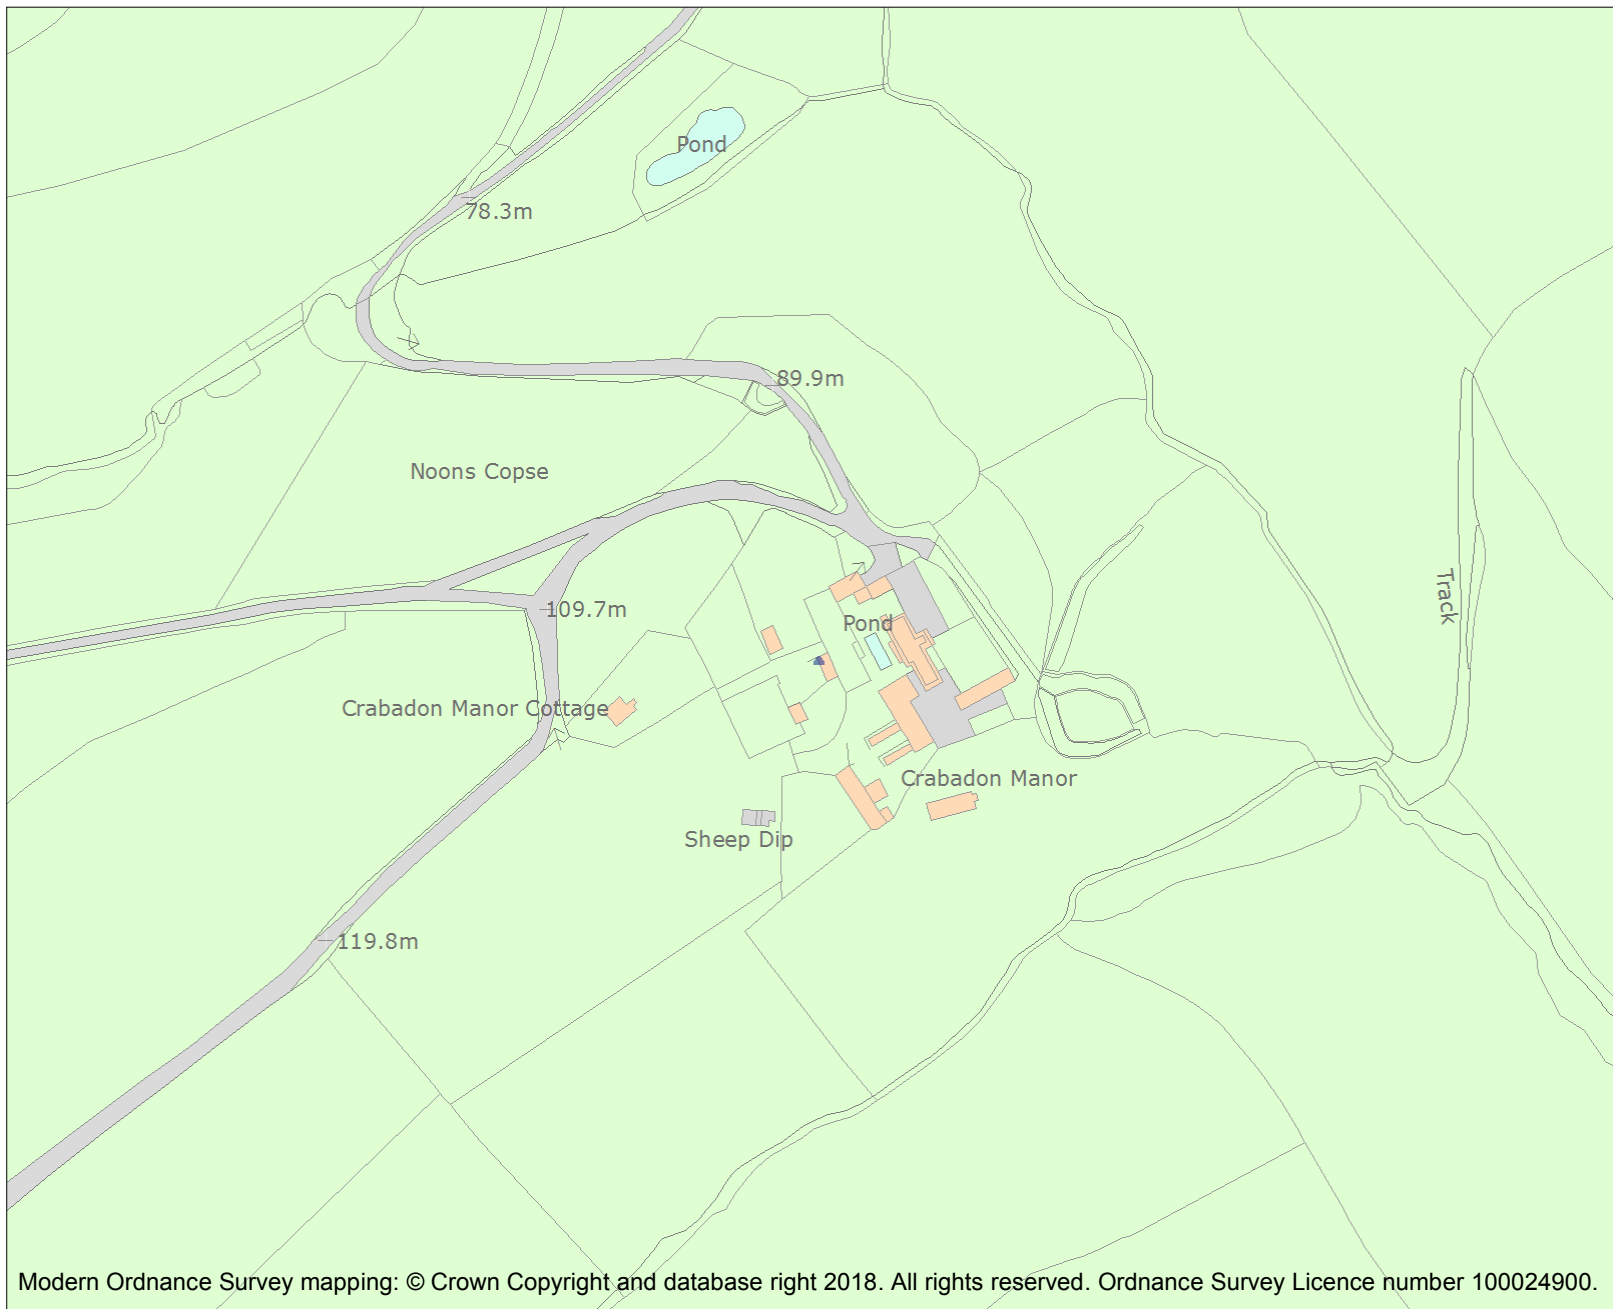 Pond
78.3m
89.9m
Noons Copse
Track
109.7m
Pond
Crabadon Manor Cottage
Crabadon Manor
Sheep Dip
119.8m
Modern Ordnance Survey mapping: © Crown Copyright and database right 2018. All rights reserved. Ordnance Survey Licence number 100024900.